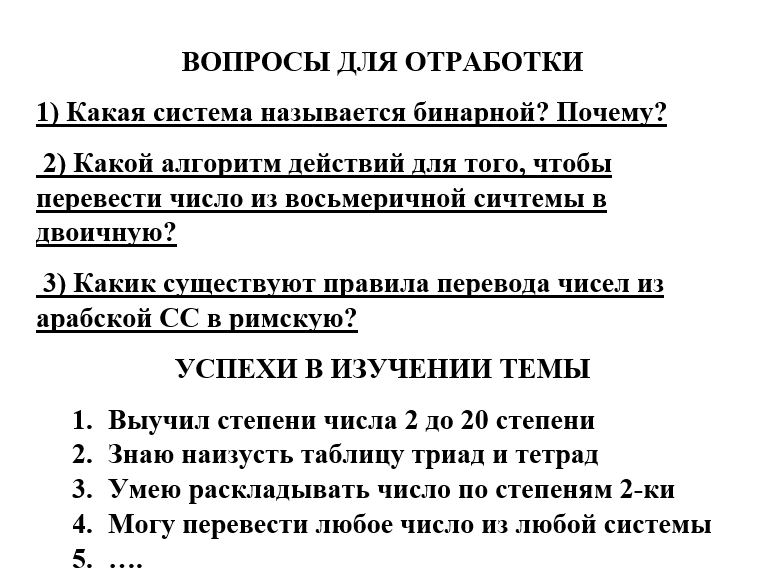 ВОПРОСЫ ДЛЯ ОТРАБОТКИ
1) Какая система называется бинарной? Почему?
2) Какой алгоритм действий для того, чтобы
перевести число из восьмеричной сичтемы в
двоичную?
3) Какик существуют правила перевода чисел из
арабской СС в римскую?
УСПЕХИ В ИЗУЧЕНИИ ТЕМЫ
1. Выучил степени числа 2 до 20 степени
2. Знаю наизусть таблицу триад и тетрад
3. Умею раскладывать число по степеням 2-ки
4. Могу перевести любое число из любой системы
5. ….